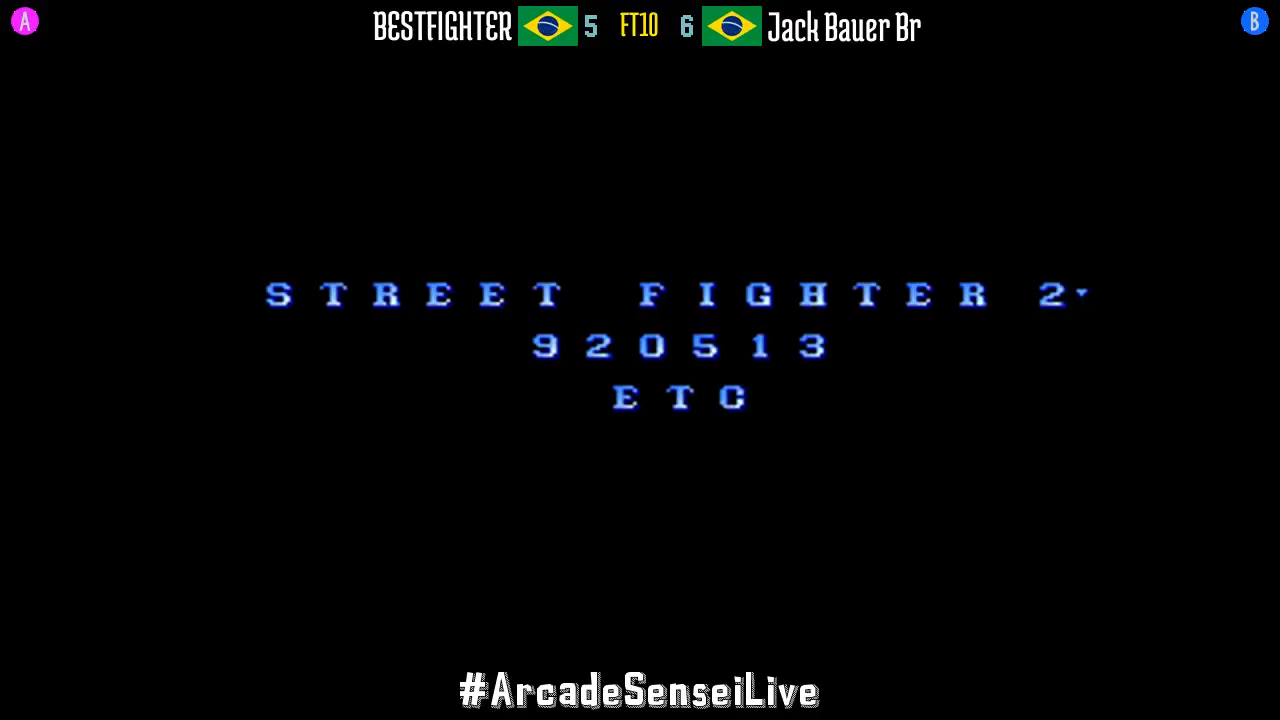 A BESTFIGHTER 5 FT10 6 Jack Bauer Br B
STREET FIGHTER 2'
920513
ETC
#ArcadeSenseiLive